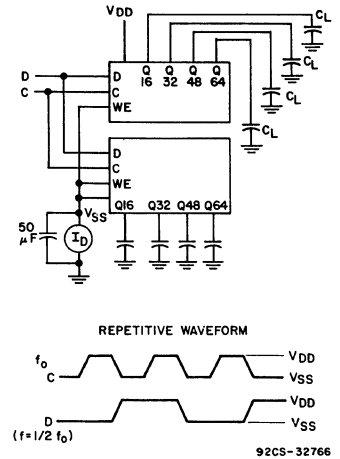 VDD
CL
D
C
WE
D
C
Q
16
Q
32
Q
48
Q
64
CL
CL
CL
D
C
WE
VSS
Q16
Q32
Q48
Q64
50
µF
ID
REPETITIVE WAVEFORM
fo
C
VDD
VSS
D
(f=1/2 fo)
VDD
VSS
92CS-32766